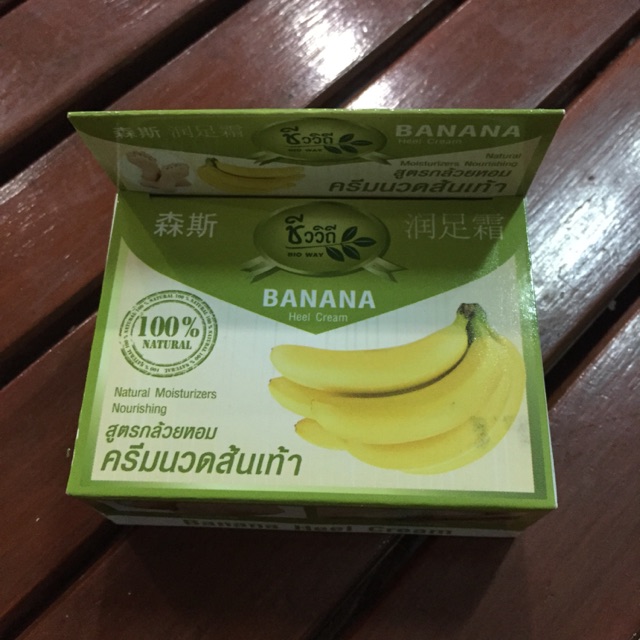 森斯 润足霜
ชีววิถี
BIO WAY
BANANA
Heel Cream
Natural
Moisturizers Nourishing
สูตรกล้วยหอม
ครีมนวดส้นเท้า
森斯
ชีววิถี
BIO WAY
润足霜
BANANA
Heel Cream
100%
NATURAL
Natural Moisturizers
Nourishing
สูตรกล้วยหอม
ครีมนวดส้นเท้า
Banana Heel Cream